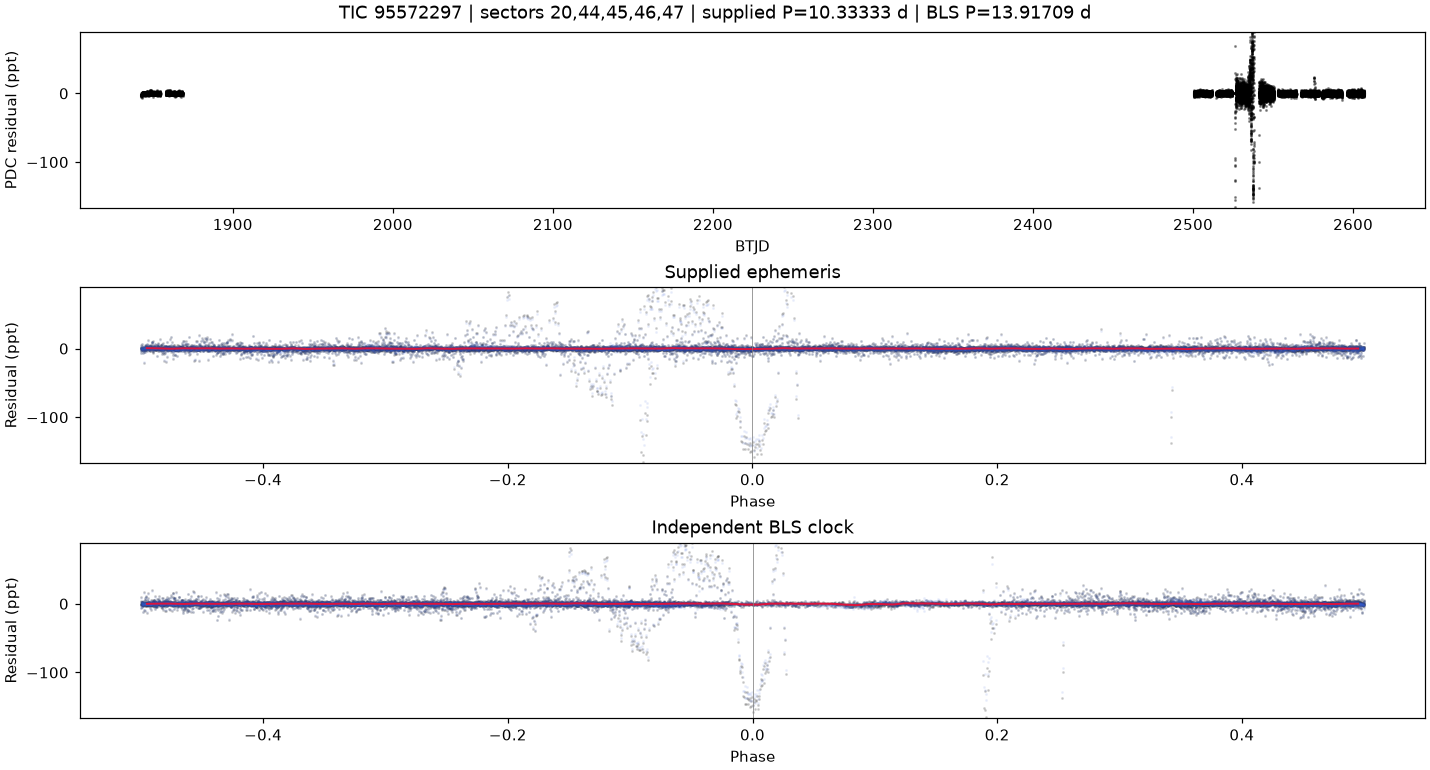 TIC 95572297 | sectors 20,44,45,46,47 | supplied P=10.33333 d | BLS P=13.91709 d
PDC residual (ppt)
0
−100
1900 2000 2100 2200 2300 2400 2500 2600
BTJD
Supplied ephemeris
Residual (ppt)
0
−100
−0.4 −0.2 0.0 0.2 0.4
Phase
Independent BLS clock
Residual (ppt)
0
−100
−0.4 −0.2 0.0 0.2 0.4
Phase